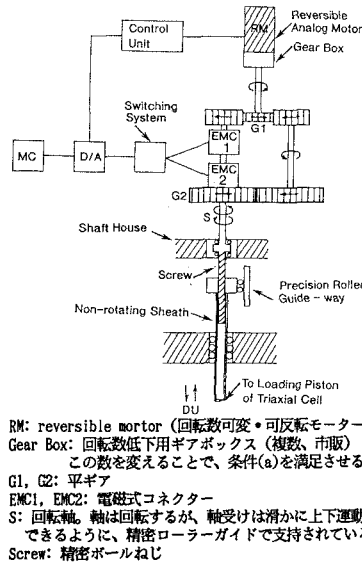 Control
Unit
RM
Reversible
Analog Motor
Gear Box
Switching
System
G1
EMC
1
MC
D/A
EMC
2
G2
S
Shaft House
Screw
Precision Roller
Guide-way
Non-rotating Sheath
DU
To Loading Piston
of Triaxial Cell
RM: reversible mortor (回転数可変・可反転モーター
Gear Box: 回転数低下用ギアボックス (複数、市販)
この数を変えることで、条件(a)を満足させる
G1, G2: 平ギア
EMC1, EMC2: 電磁式コネクター
S: 回転軸。軸は回転するが、軸受けは滑かに上下運動
できるように、精密ローラーガイドで支持されてい
Screw: 精密ボールねじ